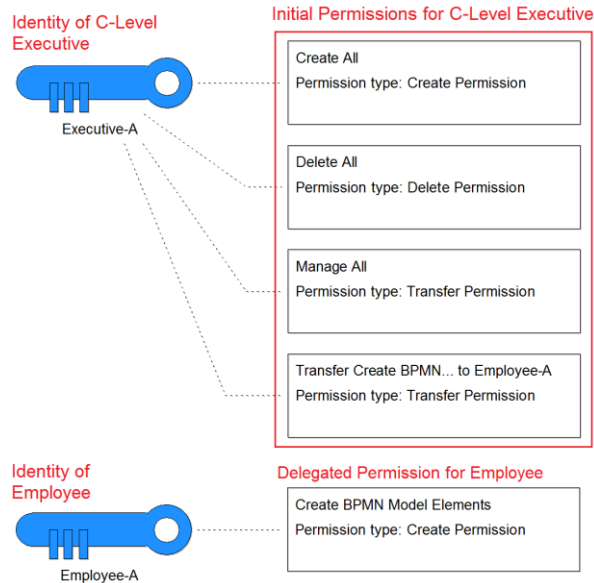 Identity of C-Level
Executive
Initial Permissions for C-Level Executive
Executive-A
Create All
Permission type: Create Permission
Delete All
Permission type: Delete Permission
Manage All
Permission type: Transfer Permission
Transfer Create BPMN... to Employee-A
Permission type: Transfer Permission
Identity of
Employee
Delegated Permission for Employee
Employee-A
Create BPMN Model Elements
Permission type: Create Permission